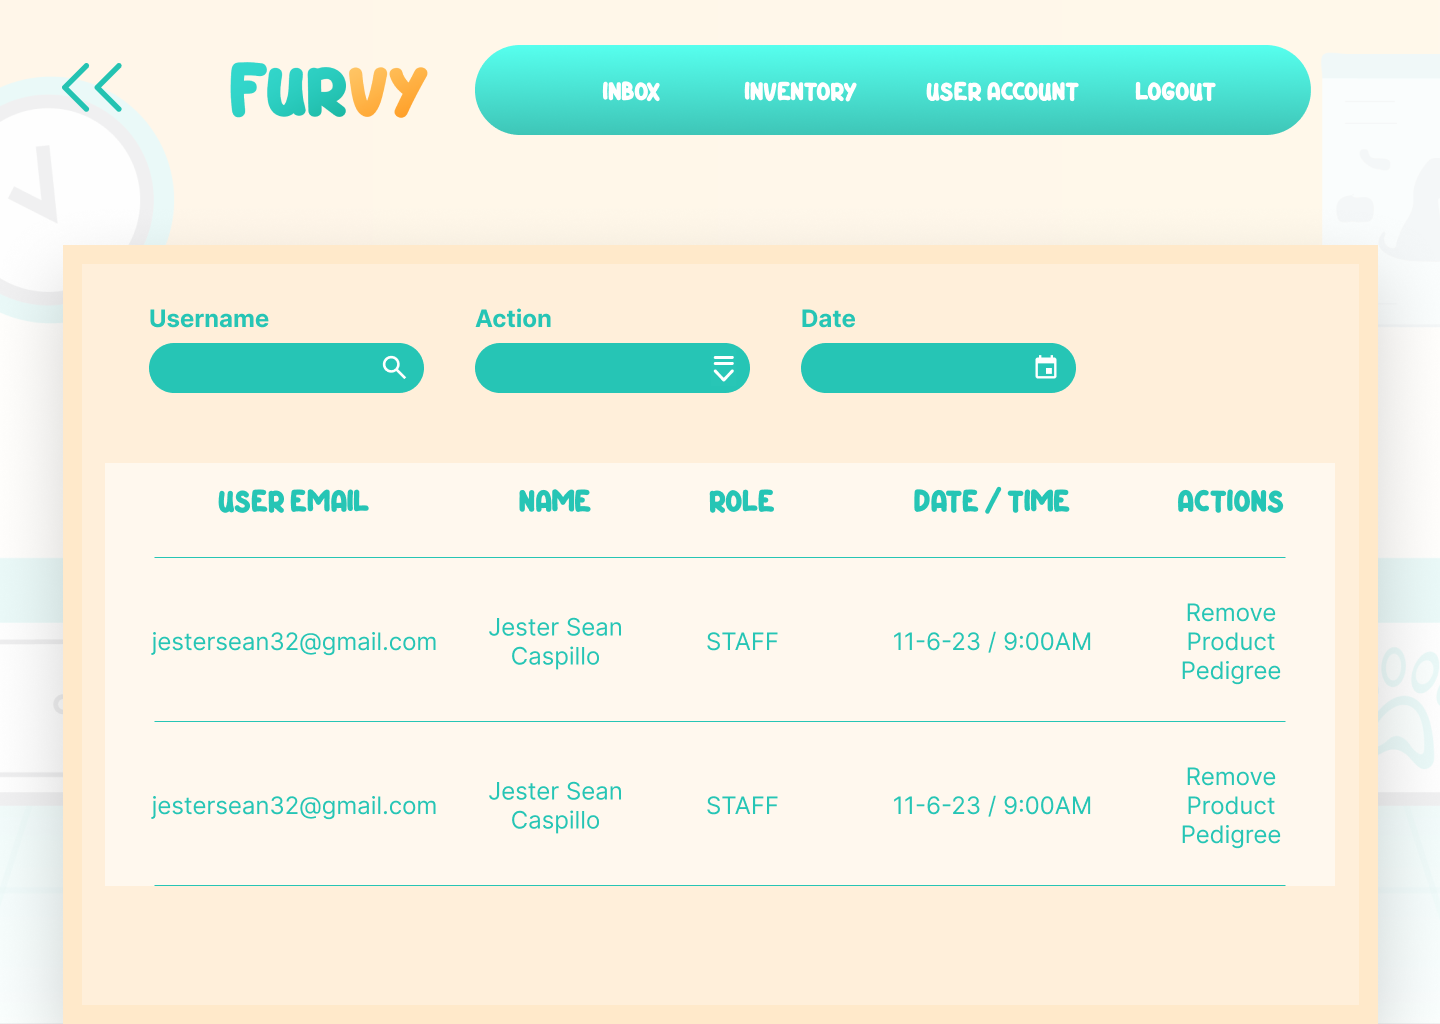 FURVY
INBOX INVENTORY USER ACCOUNT LOGOUT
Username Action Date
USER EMAIL NAME ROLE DATE / TIME ACTIONS
jestersean32@gmail.com Jester Sean Caspillo STAFF 11-6-23 / 9:00AM Remove Product Pedigree
jestersean32@gmail.com Jester Sean Caspillo STAFF 11-6-23 / 9:00AM Remove Product Pedigree